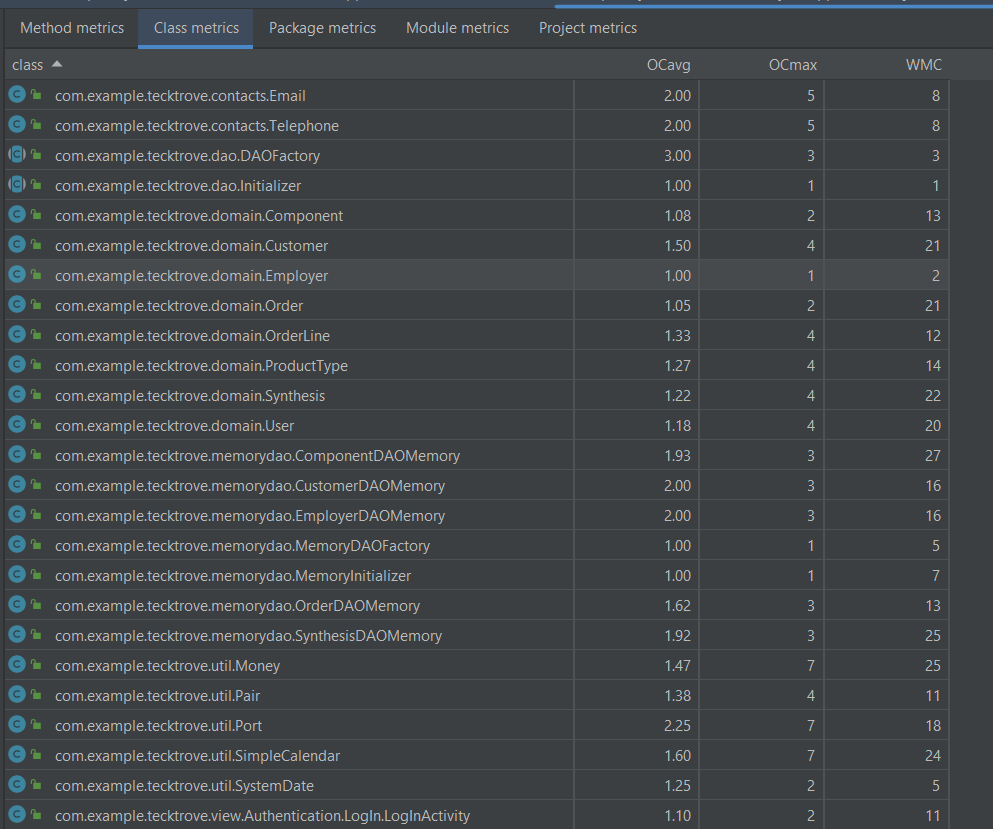 Method metrics Class metrics Package metrics Module metrics Project metrics
class OCavg OCmax WMC
com.example.tecktrove.contacts.Email 2.00 5 8
com.example.tecktrove.contacts.Telephone 2.00 5 8
com.example.tecktrove.dao.DAOFactory 3.00 3 3
com.example.tecktrove.dao.Initializer 1.00 1 1
com.example.tecktrove.domain.Component 1.08 2 13
com.example.tecktrove.domain.Customer 1.50 4 21
com.example.tecktrove.domain.Employer 1.00 1 2
com.example.tecktrove.domain.Order 1.05 2 21
com.example.tecktrove.domain.OrderLine 1.33 4 12
com.example.tecktrove.domain.ProductType 1.27 4 14
com.example.tecktrove.domain.Synthesis 1.22 4 22
com.example.tecktrove.domain.User 1.18 4 20
com.example.tecktrove.memorydao.ComponentDAOMemory 1.93 3 27
com.example.tecktrove.memorydao.CustomerDAOMemory 2.00 3 16
com.example.tecktrove.memorydao.EmployerDAOMemory 2.00 3 16
com.example.tecktrove.memorydao.MemoryDAOFactory 1.00 1 5
com.example.tecktrove.memorydao.MemoryInitializer 1.00 1 7
com.example.tecktrove.memorydao.OrderDAOMemory 1.62 3 13
com.example.tecktrove.memorydao.SynthesisDAOMemory 1.92 3 25
com.example.tecktrove.util.Money 1.47 7 25
com.example.tecktrove.util.Pair 1.38 4 11
com.example.tecktrove.util.Port 2.25 7 18
com.example.tecktrove.util.SimpleCalendar 1.60 7 24
com.example.tecktrove.util.SystemDate 1.25 2 5
com.example.tecktrove.view.Authentication.LogIn.LogInActivity 1.10 2 11